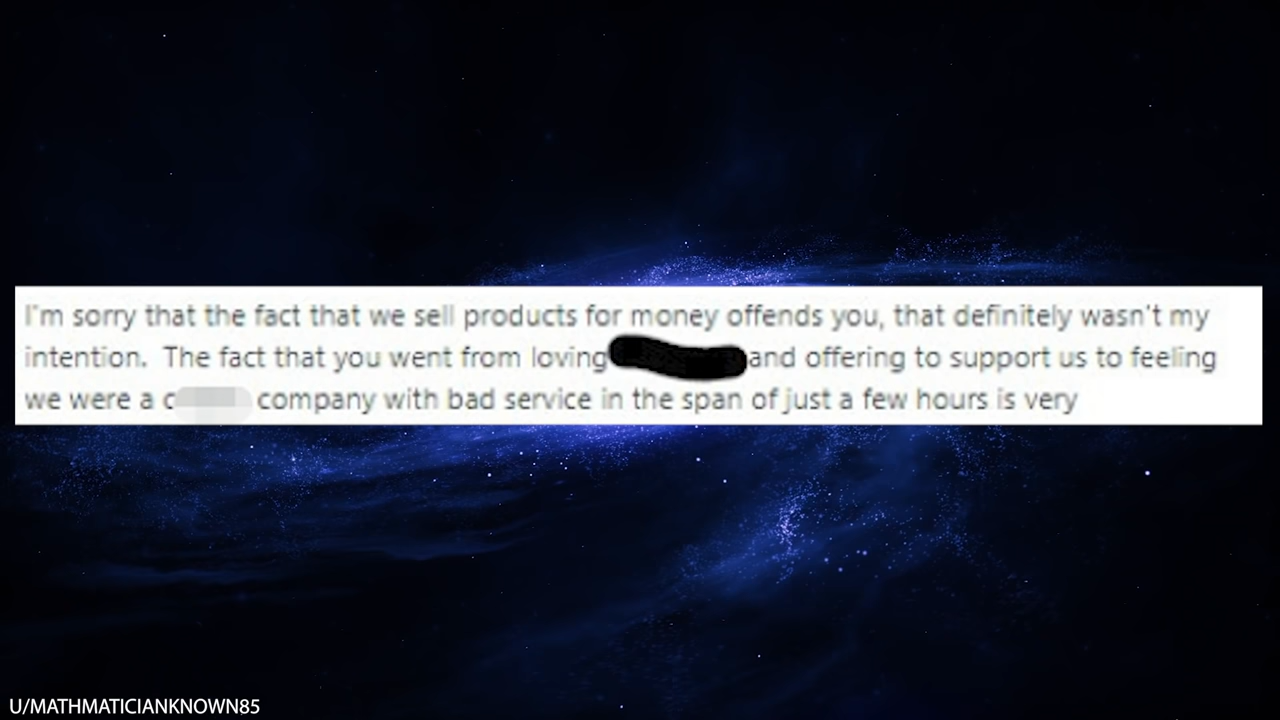 I'm sorry that the fact that we sell products for money offends you, that definitely wasn't my
intention.  The fact that you went from loving and offering to support us to feeling
we were a company with bad service in the span of just a few hours is very
U/MATHMATICIANKNOWN85